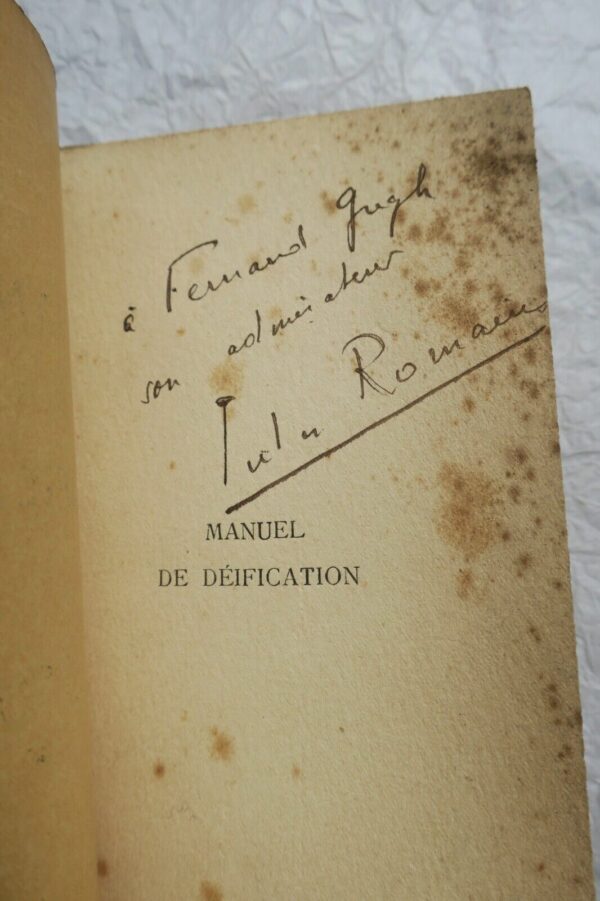 à Fernand Gregh
son admirateur
Jules Romains
MANUEL
DE DÉIFICATION